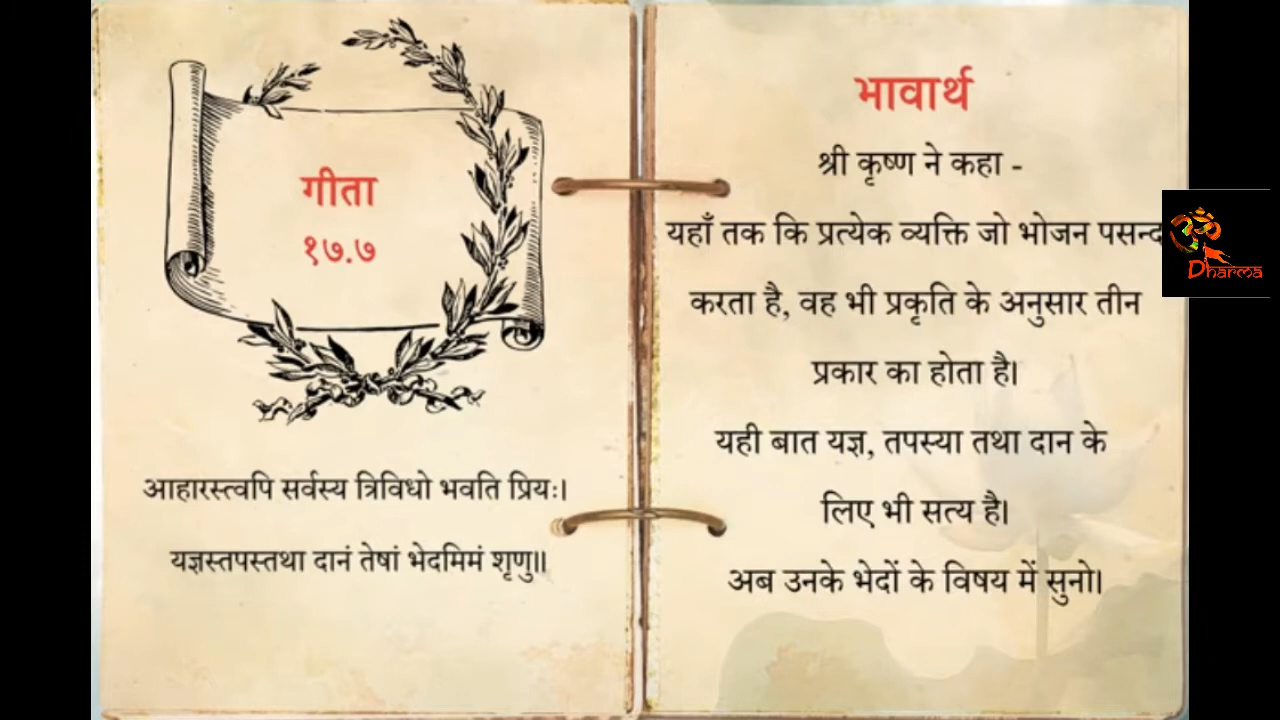 गीता
१७.७
आहारस्त्वपि सर्वस्य त्रिविधो भवति प्रियः।
यज्ञस्तपस्तथा दानं तेषां भेदमिमं शृणु॥
भावार्थ
श्री कृष्ण ने कहा -
यहाँ तक कि प्रत्येक व्यक्ति जो भोजन पसन्द
करता है, वह भी प्रकृति के अनुसार तीन
प्रकार का होता है।
यही बात यज्ञ, तपस्या तथा दान के
लिए भी सत्य है।
अब उनके भेदों के विषय में सुनो।
ॐ
Dharma